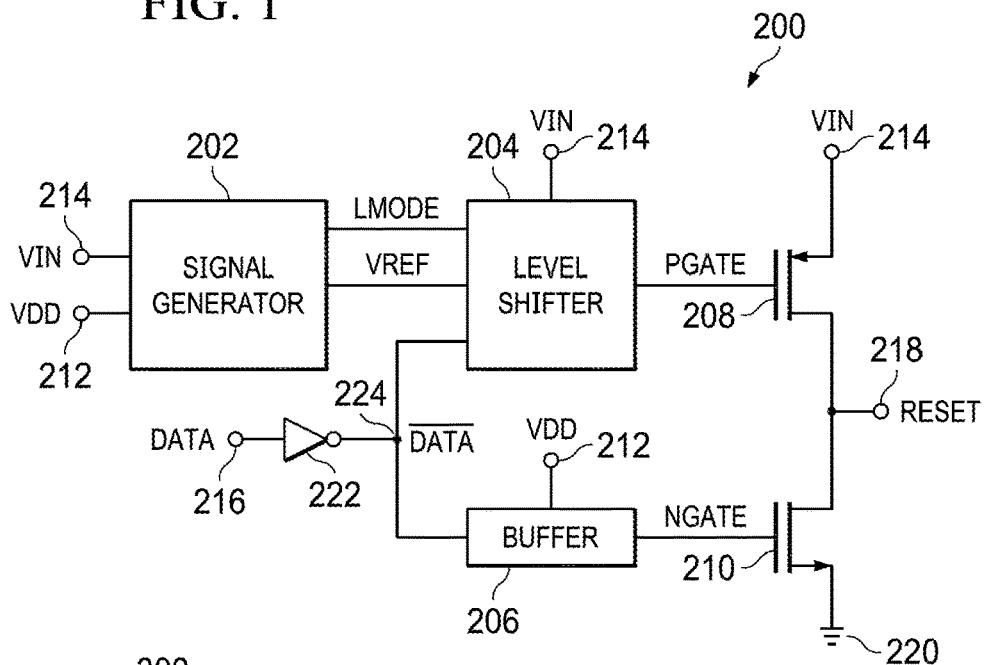 FIG. 1
200
VIN
214
VIN
214
202
204
214
VIN
VDD
212
SIGNAL
GENERATOR
LMODE
VREF
LEVEL
SHIFTER
PGATE
208
218
RESET
224
DATA
216
222
DATA
VDD
212
BUFFER
206
NGATE
210
220